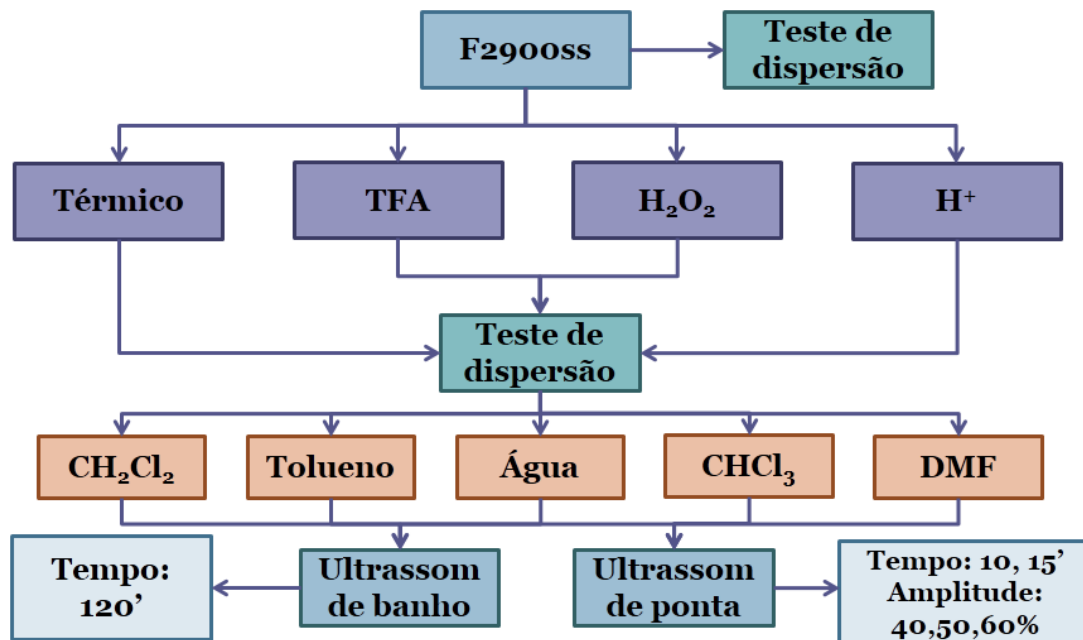 F2900ss
Teste de
dispersão
Térmico
TFA
H₂O₂
H⁺
Teste de
dispersão
CH₂Cl₂
Tolueno
Água
CHCl₃
DMF
Tempo:
120’
Ultrassom
de banho
Ultrassom
de ponta
Tempo: 10, 15’
Amplitude:
40,50,60%